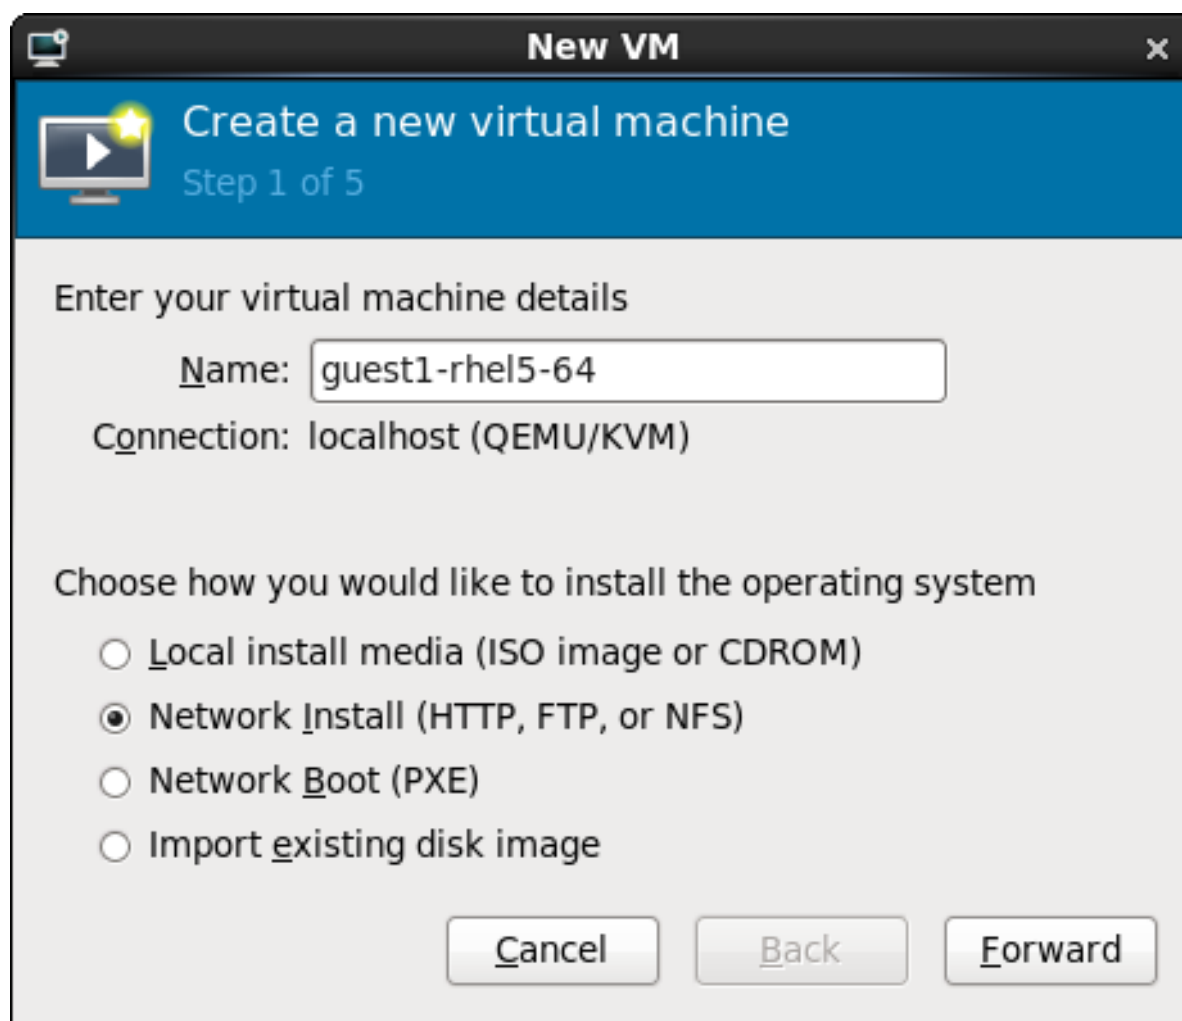 New VM
Create a new virtual machine
Step 1 of 5
Enter your virtual machine details
Name: guest1-rhel5-64
Connection: localhost (QEMU/KVM)
Choose how you would like to install the operating system
Local install media (ISO image or CDROM)
Network Install (HTTP, FTP, or NFS)
Network Boot (PXE)
Import existing disk image
Cancel Back Forward